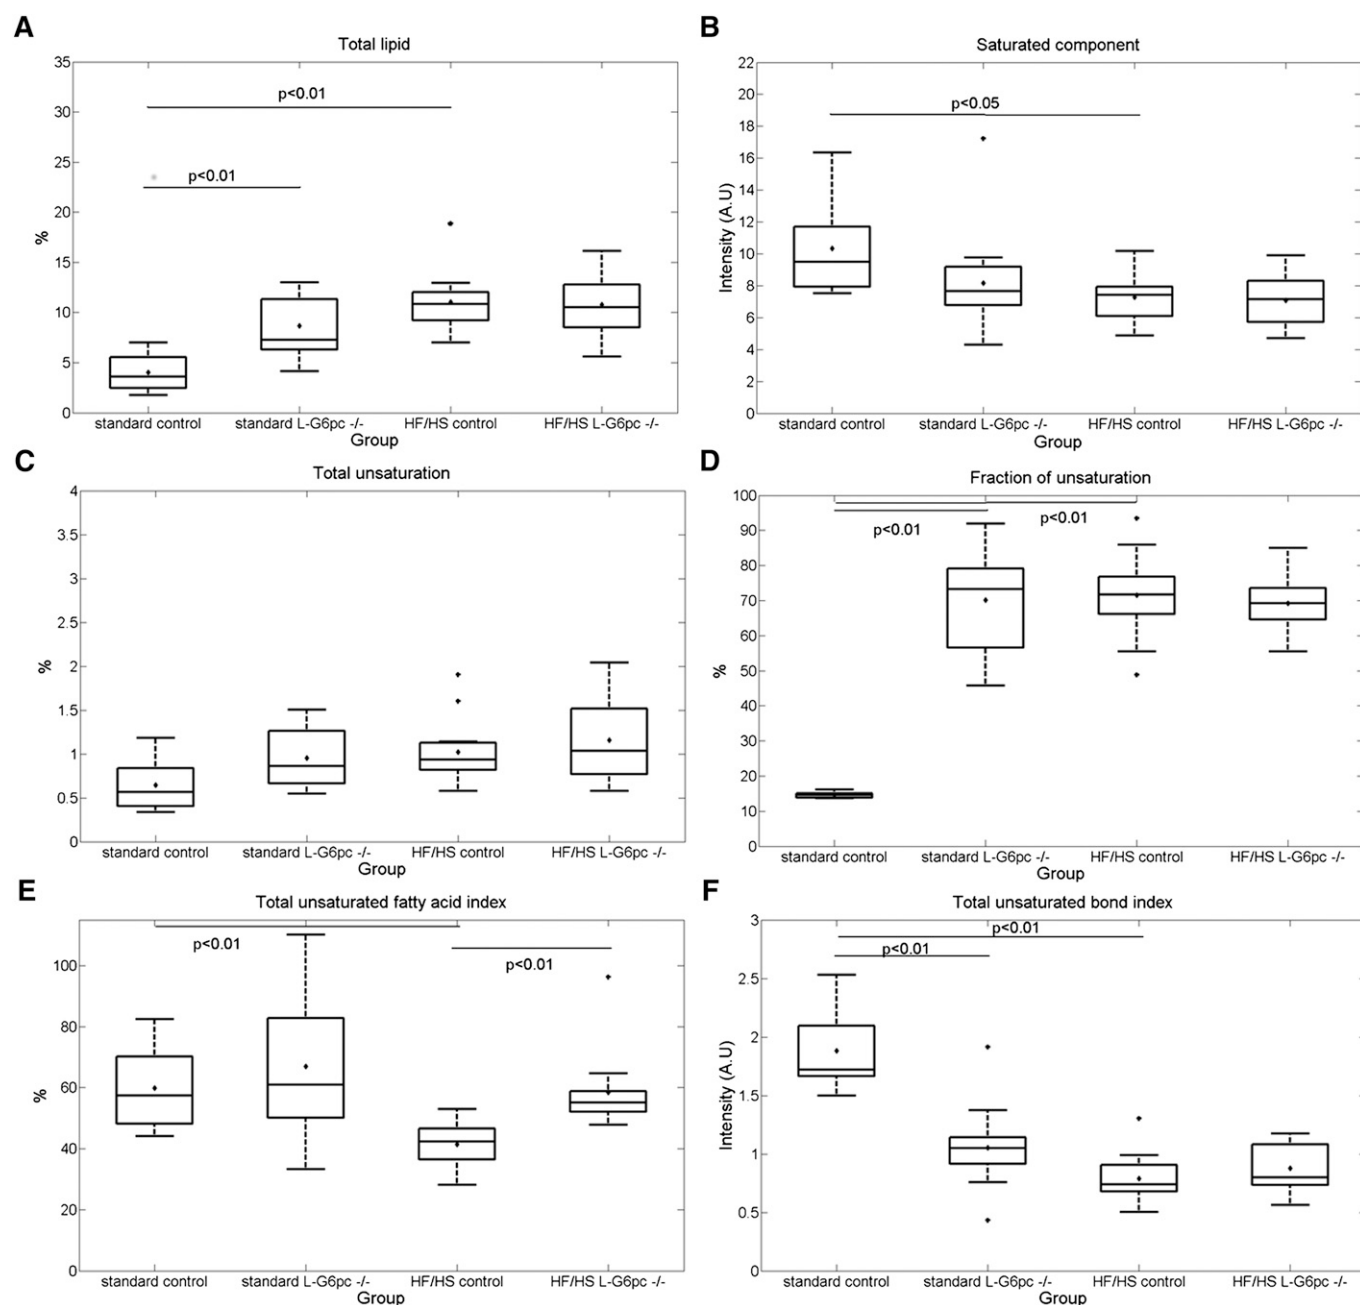 A
Total lipid
35
30
25
20
15
10
5
0
%
p<0.01
p<0.01
standard control
standard L-G6pc -/-
HF/HS control
HF/HS L-G6pc -/-
Group
B
Saturated component
22
20
18
16
14
12
10
8
6
4
2
0
Intensity (A.U)
p<0.05
standard control
standard L-G6pc -/-
HF/HS control
HF/HS L-G6pc -/-
Group
C
Total unsaturation
4
3.5
3
2.5
2
1.5
1
0.5
0
%
standard control
standard L-G6pc -/-
HF/HS control
HF/HS L-G6pc -/-
Group
D
Fraction of unsaturation
100
90
80
70
60
50
40
30
20
10
0
%
p<0.01
p<0.01
standard control
standard L-G6pc -/-
HF/HS control
HF/HS L-G6pc -/-
Group
E
Total unsaturated fatty acid index
100
80
60
40
20
0
%
p<0.01
p<0.01
standard control
standard L-G6pc -/-
HF/HS control
HF/HS L-G6pc -/-
Group
F
Total unsaturated bond index
3
2.5
2
1.5
1
0.5
0
Intensity (A.U)
p<0.01
p<0.01
standard control
standard L-G6pc -/-
HF/HS control
HF/HS L-G6pc -/-
Group